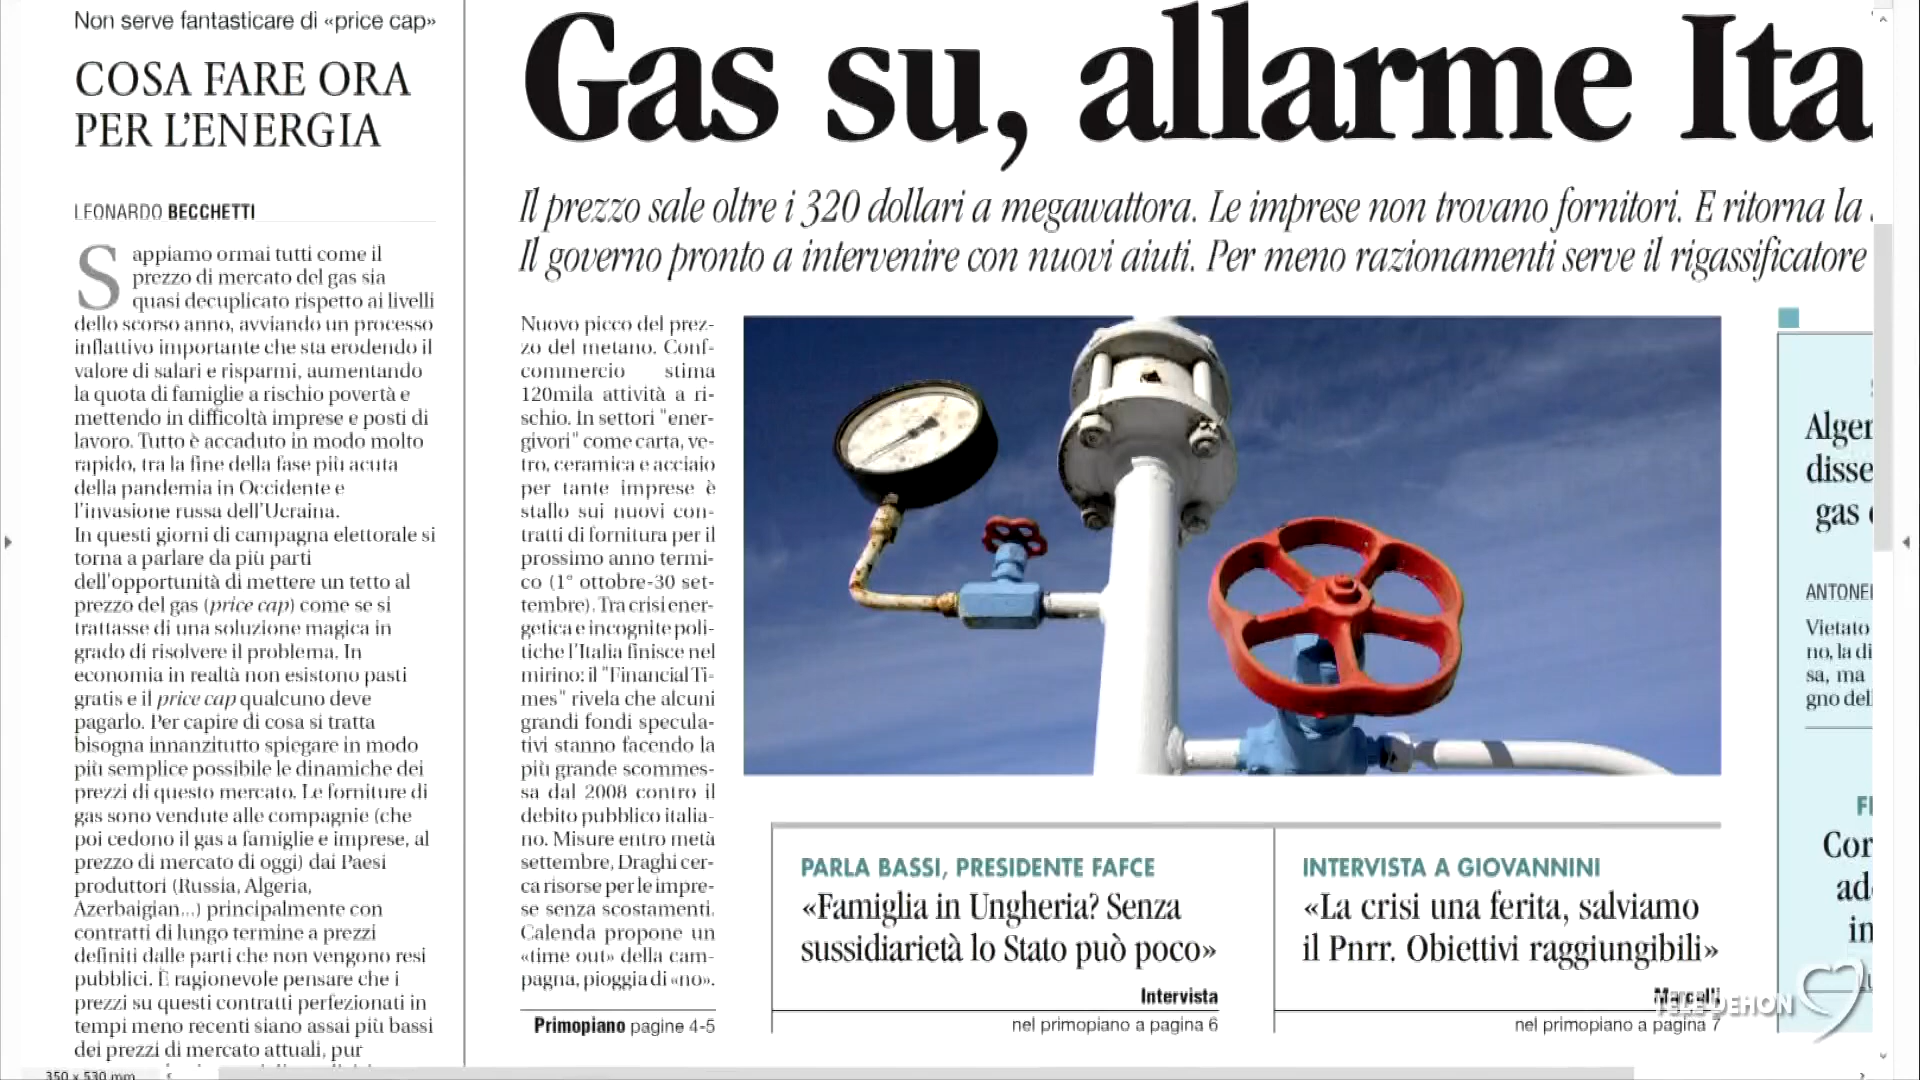 Non serve fantasticare di «price cap»
COSA FARE ORA
PER L'ENERGIA
LEONARDO BECCHETTI
Sappiamo ormai tutti come il
prezzo di mercato del gas sia
quasi decuplicato rispetto ai livelli
dello scorso anno, avviando un processo
inflattivo importante che sta erodendo il
valore di salari e risparmi, aumentando
la quota di famiglie a rischio povertà e
mettendo in difficoltà imprese e posti di
lavoro. Tutto è accaduto in modo molto
rapido, tra la fine della fase più acuta
della pandemia in Occidente e
l'invasione russa dell'Ucraina.
In questi giorni di campagna elettorale si
torna a parlare da più parti
dell'opportunità di mettere un tetto al
prezzo del gas (price cap) come se si
trattasse di una soluzione magica in
grado di risolvere il problema. In
economia in realtà non esistono pasti
gratis e il price cap qualcuno deve
pagarlo. Per capire di cosa si tratta
bisogna innanzitutto spiegare in modo
più semplice possibile le dinamiche dei
prezzi di questo mercato. Le forniture di
gas sono vendute alle compagnie (che
poi cedono il gas a famiglie e imprese, al
prezzo di mercato di oggi) dai Paesi
produttori (Russia, Algeria,
Azerbaigian...) principalmente con
contratti di lungo termine a prezzi
definiti dalle parti che non vengono resi
pubblici. È ragionevole pensare che i
prezzi su questi contratti perfezionati in
tempi meno recenti siano assai più bassi
dei prezzi di mercato attuali, pur
Gas su, allarme Ita
Il prezzo sale oltre i 320 dollari a megawattora. Le imprese non trovano fornitori. E ritorna la
Il governo pronto a intervenire con nuovi aiuti. Per meno razionamenti serve il rigassificatore
Nuovo picco del prez-
zo del metano. Conf-
commercio stima
120mila attività a ri-
schio. In settori "ener-
givori" come carta, ve-
tro, ceramica e acciaio
per tante imprese è
stallo sui nuovi con-
tratti di fornitura per il
prossimo anno termi-
co (1° ottobre-30 set-
tembre). Tra crisi ener-
getica e incognite poli-
tiche l'Italia finisce nel
mirino: il "Financial Ti-
mes" rivela che alcuni
grandi fondi specula-
tivi stanno facendo la
più grande scommes-
sa dal 2008 contro il
debito pubblico italia-
no. Misure entro metà
settembre, Draghi cer-
ca risorse per le impre-
se senza scostamenti.
Calenda propone un
«time out» della cam-
pagna, pioggia di «no».
Primopiano pagine 4-5
PARLA BASSI, PRESIDENTE FAFCE
«Famiglia in Ungheria? Senza
sussidiarietà lo Stato può poco»
Intervista
nel primopiano a pagina 6
INTERVISTA A GIOVANNINI
«La crisi una ferita, salviamo
il Pnrr. Obiettivi raggiungibili»
Marcelli
nel primopiano a pagina 7
Alger
disse
gas
ANTONEL
Vietato
no, la di
sa, ma
gno del
Cor
ad
in
TELE DEHON
350 x 530 mm